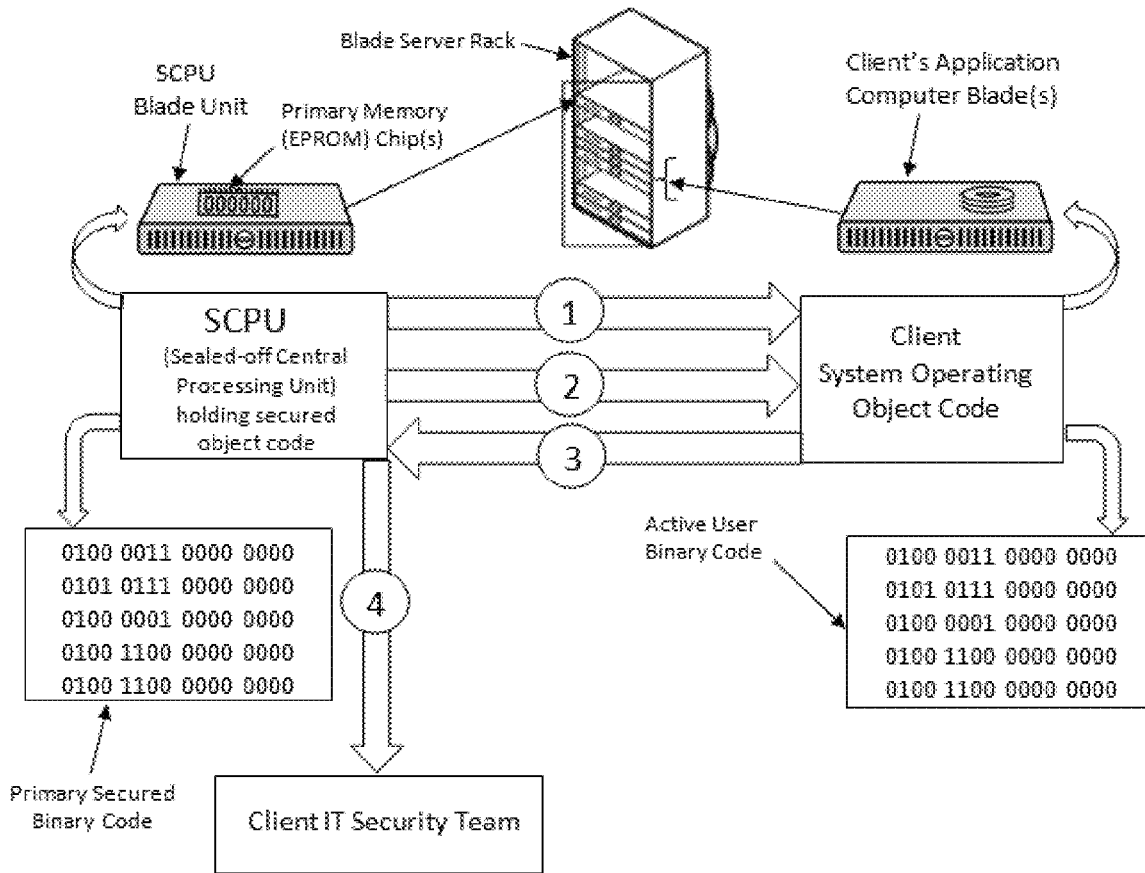 Blade Server Rack
SCPU
Blade Unit
Primary Memory
(EPROM) Chip(s)
Client's Application
Computer Blade(s)
000000
SCPU
(Sealed-off Central
Processing Unit)
holding secured
object code
1
2
3
4
Client
System Operating
Object Code
0100 0011 0000 0000
0101 0111 0000 0000
0100 0001 0000 0000
0100 1100 0000 0000
0100 1100 0000 0000
Active User
Binary Code
0100 0011 0000 0000
0101 0111 0000 0000
0100 0001 0000 0000
0100 1100 0000 0000
0100 1100 0000 0000
Primary Secured
Binary Code
Client IT Security Team